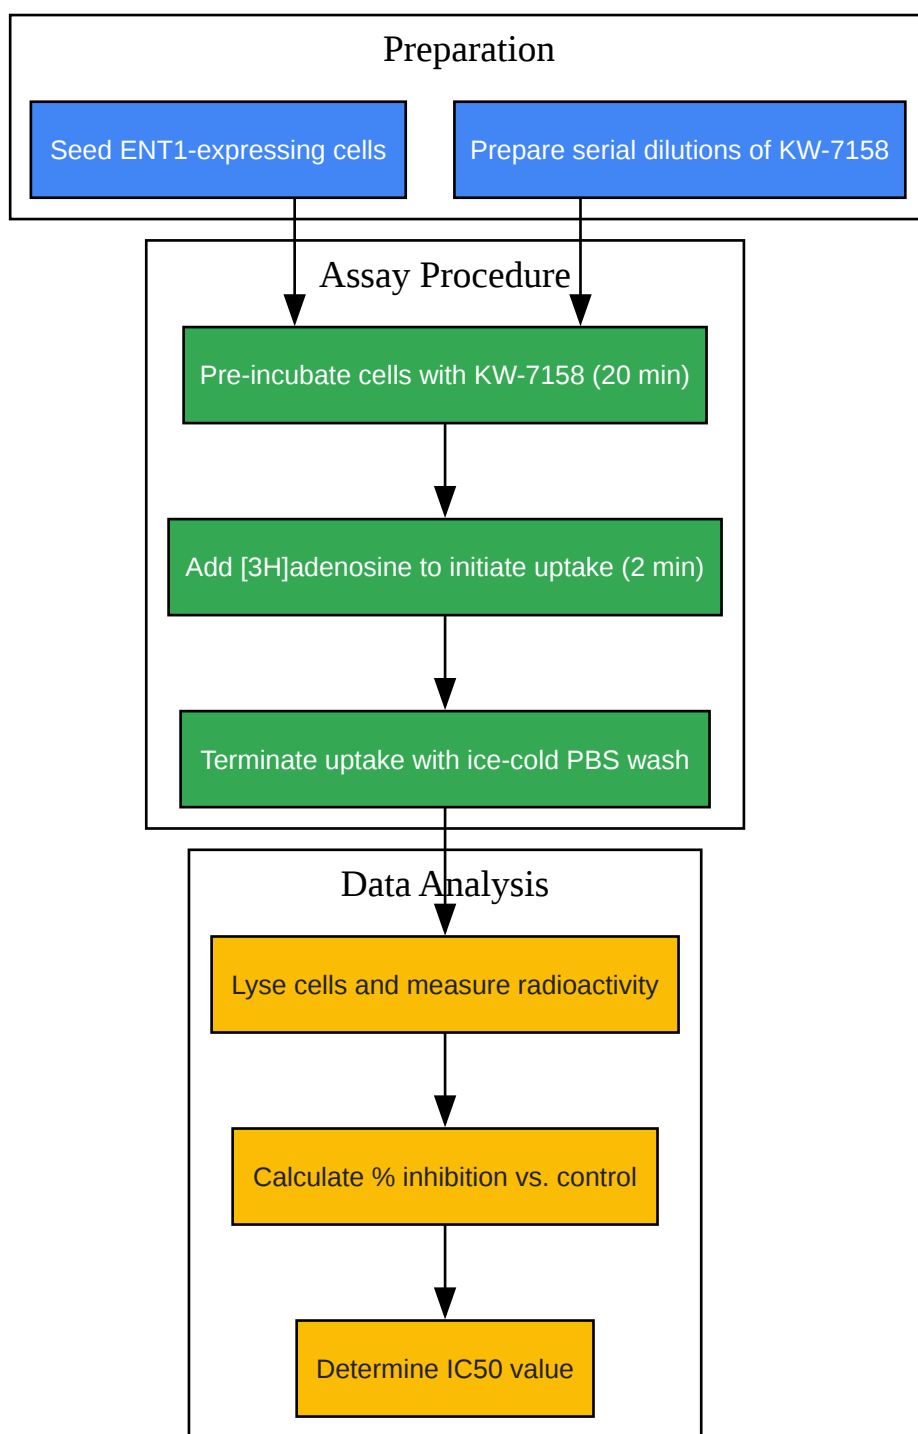 Preparation
Seed ENT1-expressing cells
Prepare serial dilutions of KW-7158
Assay Procedure
Pre-incubate cells with KW-7158 (20 min)
Add [3H]adenosine to initiate uptake (2 min)
Terminate uptake with ice-cold PBS wash
Data Analysis
Lyse cells and measure radioactivity
Calculate % inhibition vs. control
Determine IC50 value